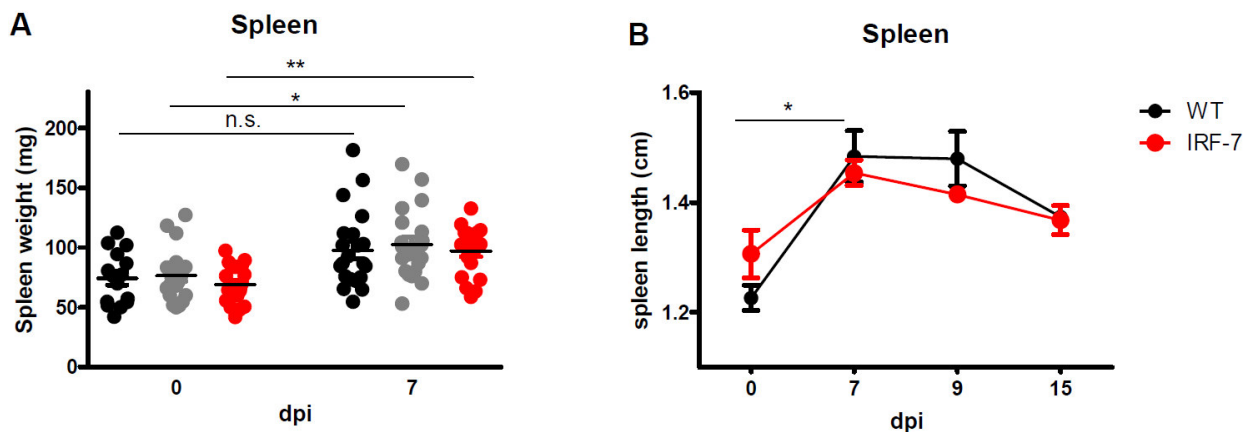 A
Spleen
**
*
n.s.
Spleen weight (mg)
200
150
100
50
0
0
7
dpi
B
Spleen
*
WT
IRF-7
spleen length (cm)
1.6
1.4
1.2
0
7
9
15
dpi